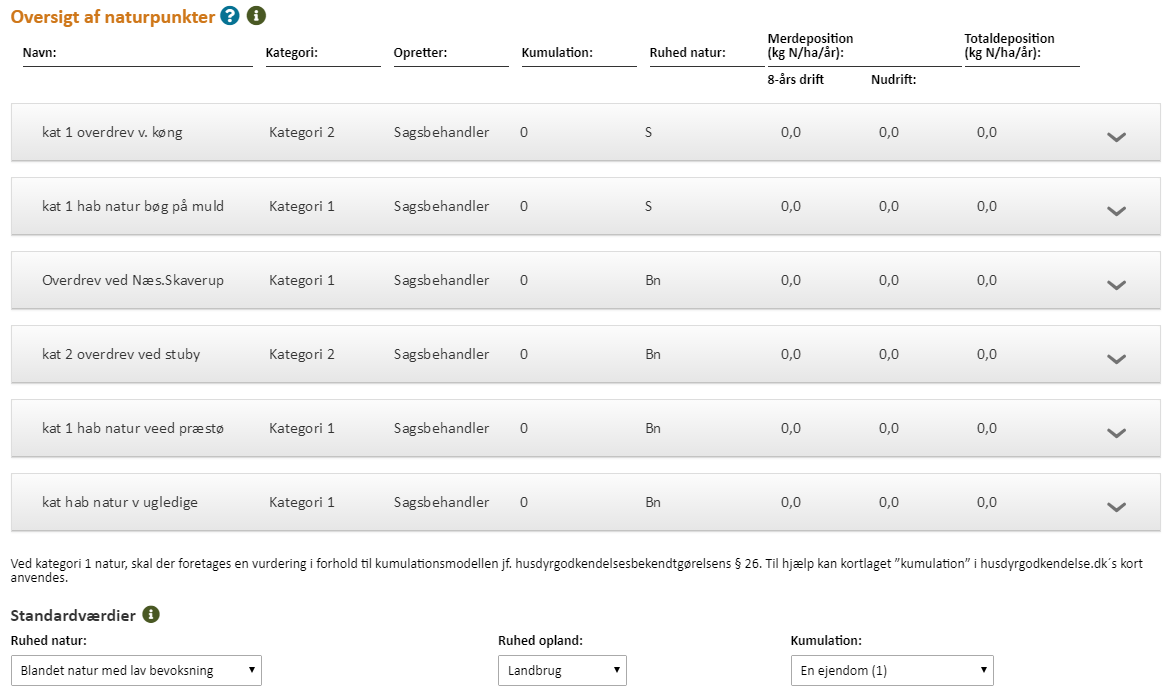 Oversigt af naturpunkter ? i
Navn: Kategori: Opretter: Kumulation: Ruhed natur: Merdeposition (kg N/ha/år): Totaldeposition (kg N/ha/år):
8-års drift Nudrift:
kat 1 overdrev v. køng Kategori 2 Sagsbehandler 0 S 0,0 0,0 0,0
kat 1 hab natur bøg på muld Kategori 1 Sagsbehandler 0 S 0,0 0,0 0,0
Overdrev ved Næs.Skaverup Kategori 1 Sagsbehandler 0 Bn 0,0 0,0 0,0
kat 2 overdrev ved stuby Kategori 2 Sagsbehandler 0 Bn 0,0 0,0 0,0
kat 1 hab natur veed præstø Kategori 1 Sagsbehandler 0 Bn 0,0 0,0 0,0
kat hab natur v ugledige Kategori 1 Sagsbehandler 0 Bn 0,0 0,0 0,0
Ved kategori 1 natur, skal der foretages en vurdering i forhold til kumulationsmodellen jf. husdyrgodkendelsesbekendtgørelsens § 26. Til hjælp kan kortlaget ”kumulation” i husdyrgodkendelse.dk´s kort
anvendes.
Standardværdier i
Ruhed natur: Ruhed opland: Kumulation:
Blandet natur med lav bevoksning Landbrug En ejendom (1)